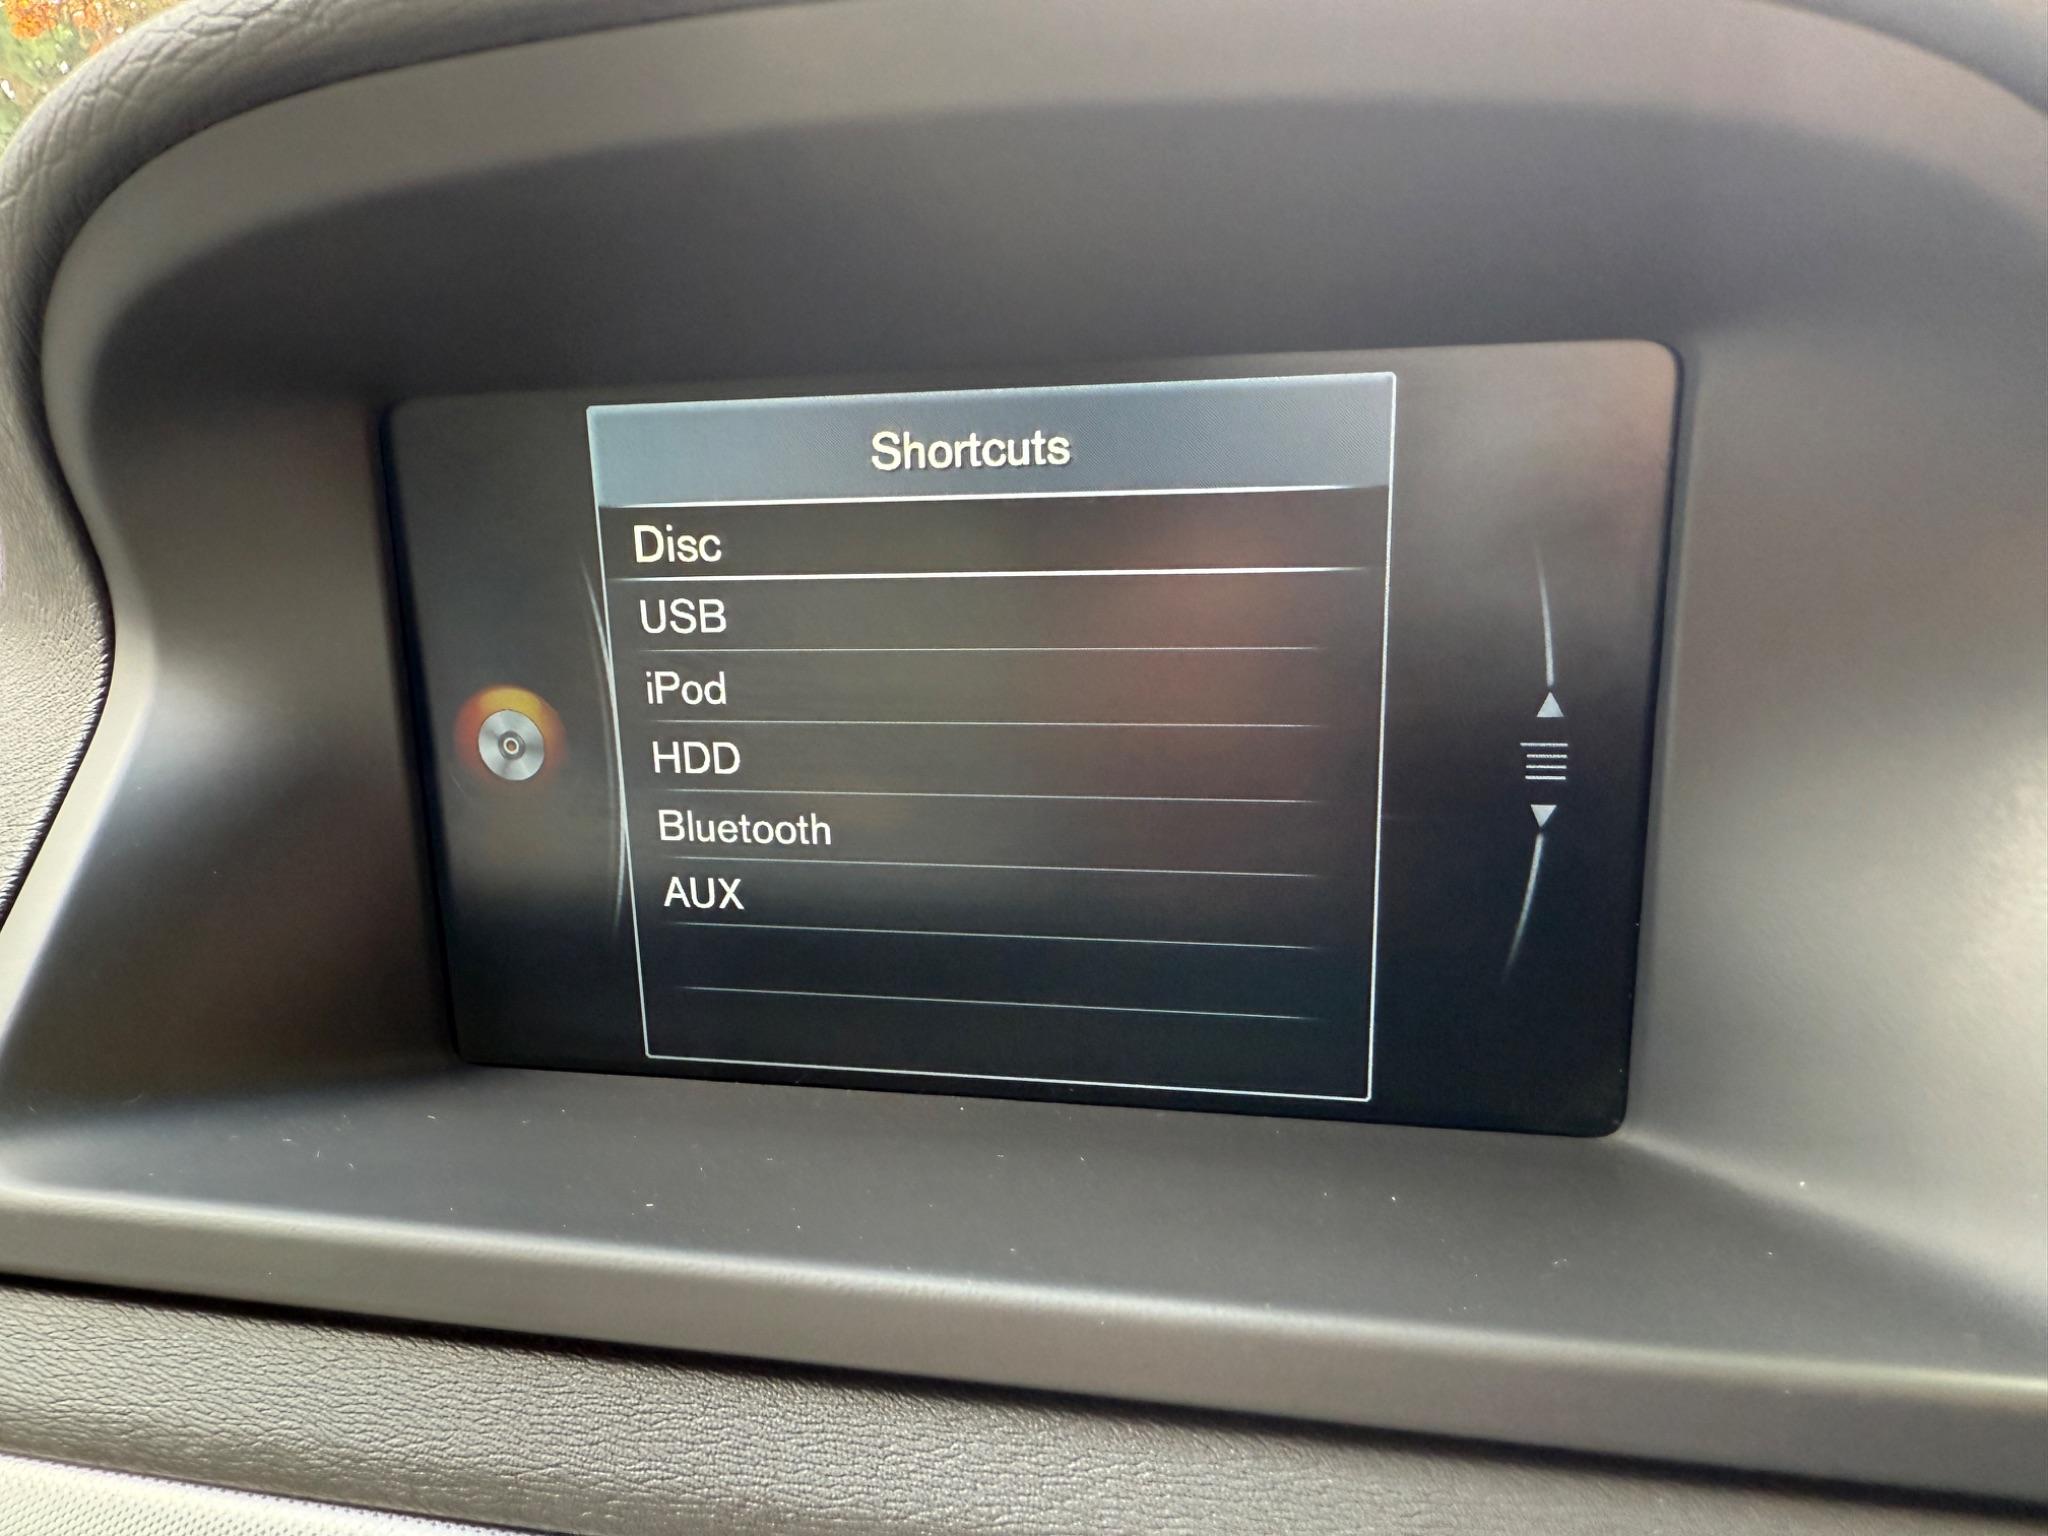 Shortcuts
Disc
USB
iPod
HDD
Bluetooth
AUX